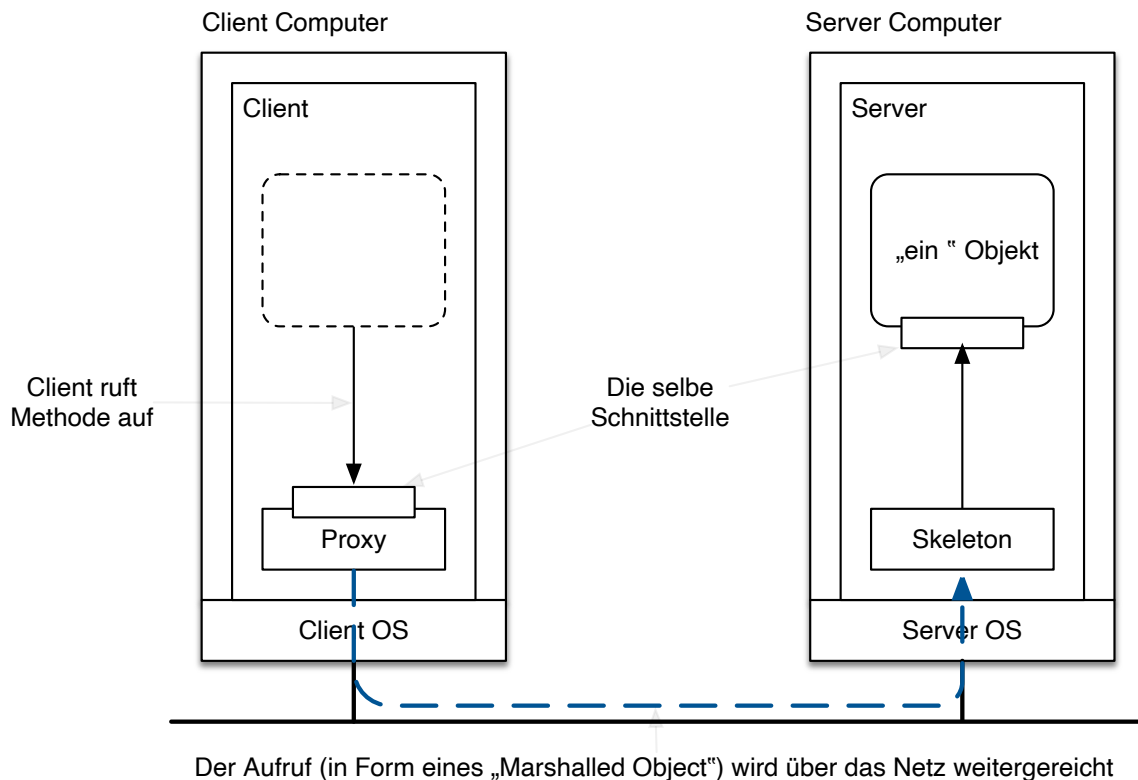 Client Computer
Server Computer
Client
Server
„ein “ Objekt
Client ruft
Methode auf
Die selbe
Schnittstelle
Proxy
Skeleton
Client OS
Server OS
Der Aufruf (in Form eines „Marshalled Object“) wird über das Netz weitergereicht